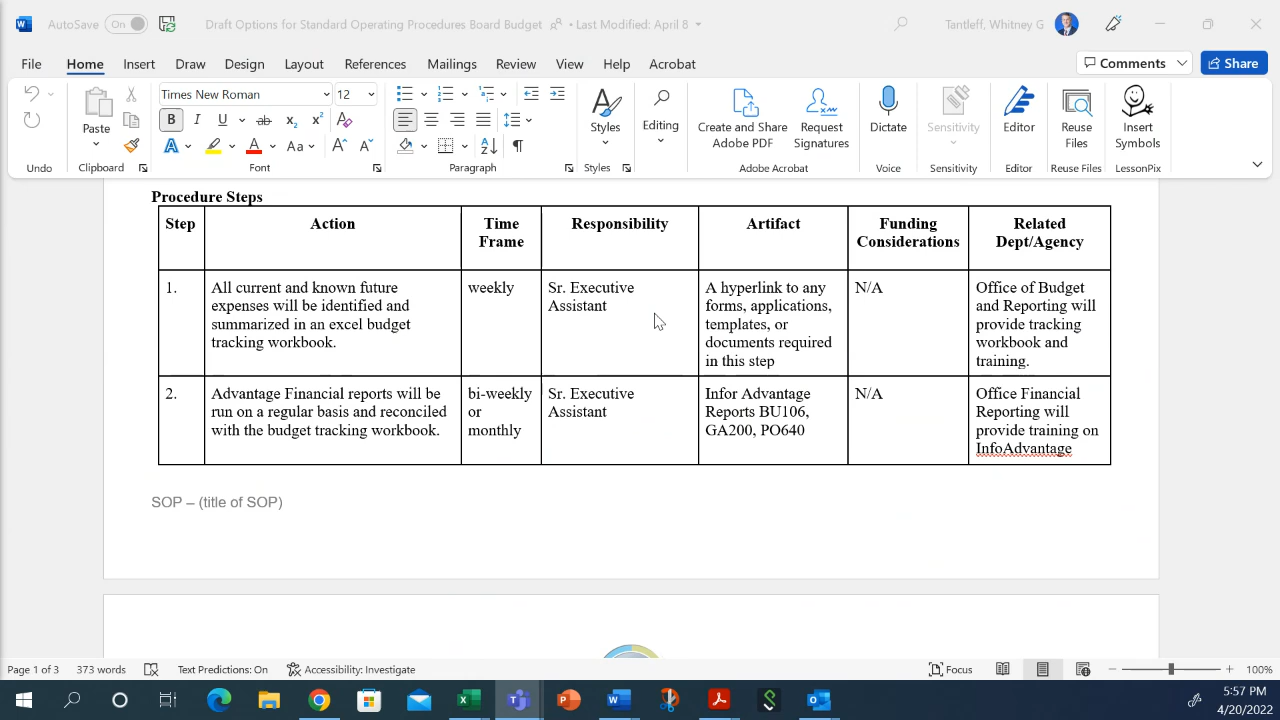 AutoSave On Draft Options for Standard Operating Procedures Board Budget • Last Modified: April 8 Tantleff, Whitney G
File Home Insert Draw Design Layout References Mailings Review View Help Acrobat Comments Share
Times New Roman 12
Paste Styles Editing Create and Share Adobe PDF Request Signatures Dictate Sensitivity Editor Reuse Files Insert Symbols
Undo Clipboard Font Paragraph Styles Adobe Acrobat Voice Sensitivity Editor Reuse Files LessonPix
Procedure Steps
Step Action Time Frame Responsibility Artifact Funding Considerations Related Dept/Agency
1.
All current and known future
expenses will be identified and
summarized in an excel budget
tracking workbook.
weekly
Sr. Executive
Assistant
A hyperlink to any
forms, applications,
templates, or
documents required
in this step
N/A
Office of Budget
and Reporting will
provide tracking
workbook and
training.
2.
Advantage Financial reports will be
run on a regular basis and reconciled
with the budget tracking workbook.
bi-weekly
or
monthly
Sr. Executive
Assistant
Infor Advantage
Reports BU106,
GA200, PO640
N/A
Office Financial
Reporting will
provide training on
InfoAdvantage
SOP – (title of SOP)
Page 1 of 3 373 words Text Predictions: On Accessibility: Investigate Focus 100%
5:57 PM
4/20/2022